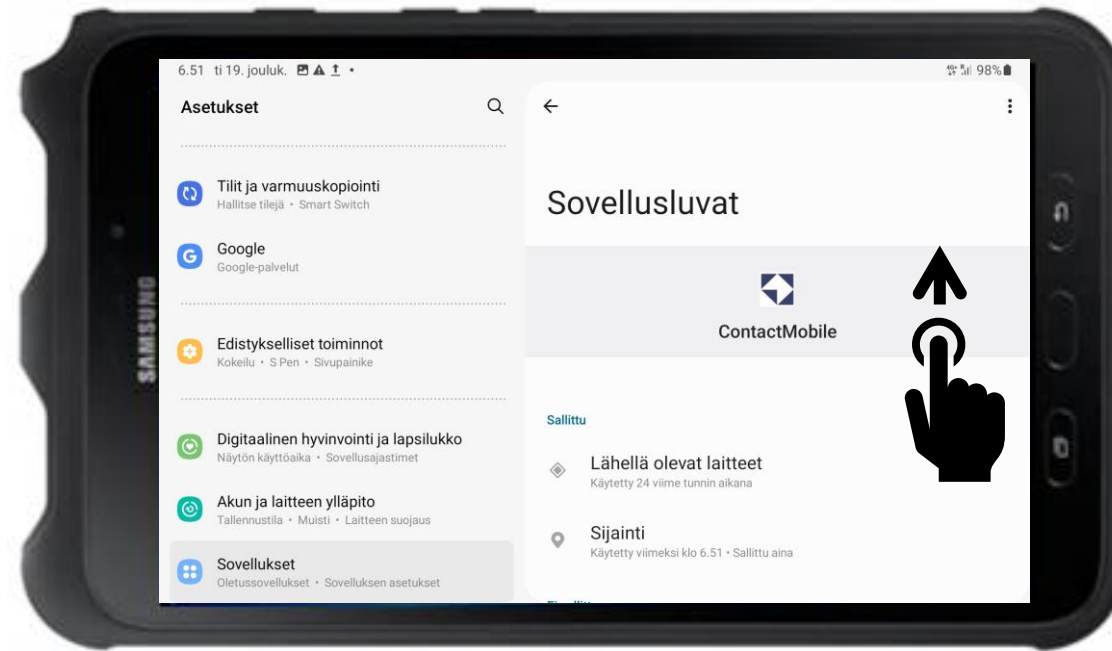 6.51 ti 19. jouluk.
98%
Asetukset
Tilit ja varmuuskopiointi
Hallitse tilejä • Smart Switch
Google
Google-palvelut
Edistykselliset toiminnot
Kokeilu • S Pen • Sivupainike
Digitaalinen hyvinvointi ja lapsilukko
Näytön käyttöaika • Sovellusajastimet
Akun ja laitteen ylläpito
Tallennustila • Muisti • Laitteen suojaus
Sovellukset
Oletussovellukset • Sovelluksen asetukset
Sovellusluvat
ContactMobile
Sallittu
Lähellä olevat laitteet
Käytetty 24 viime tunnin aikana
Sijainti
Käytetty viimeksi klo 6.51 • Sallittu aina
SAMSUNG